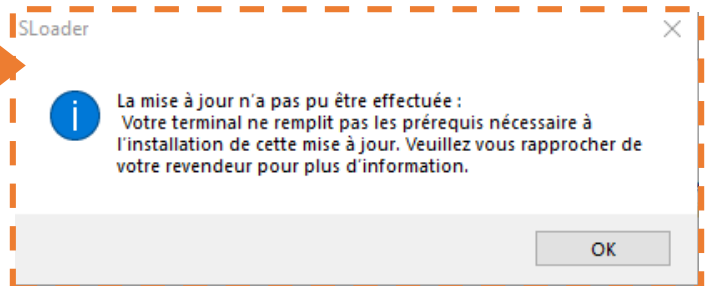 SLoader
La mise à jour n'a pas pu être effectuée :
Votre terminal ne remplit pas les prérequis nécessaire à
l'installation de cette mise à jour. Veuillez vous rapprocher de
votre revendeur pour plus d'information.
OK